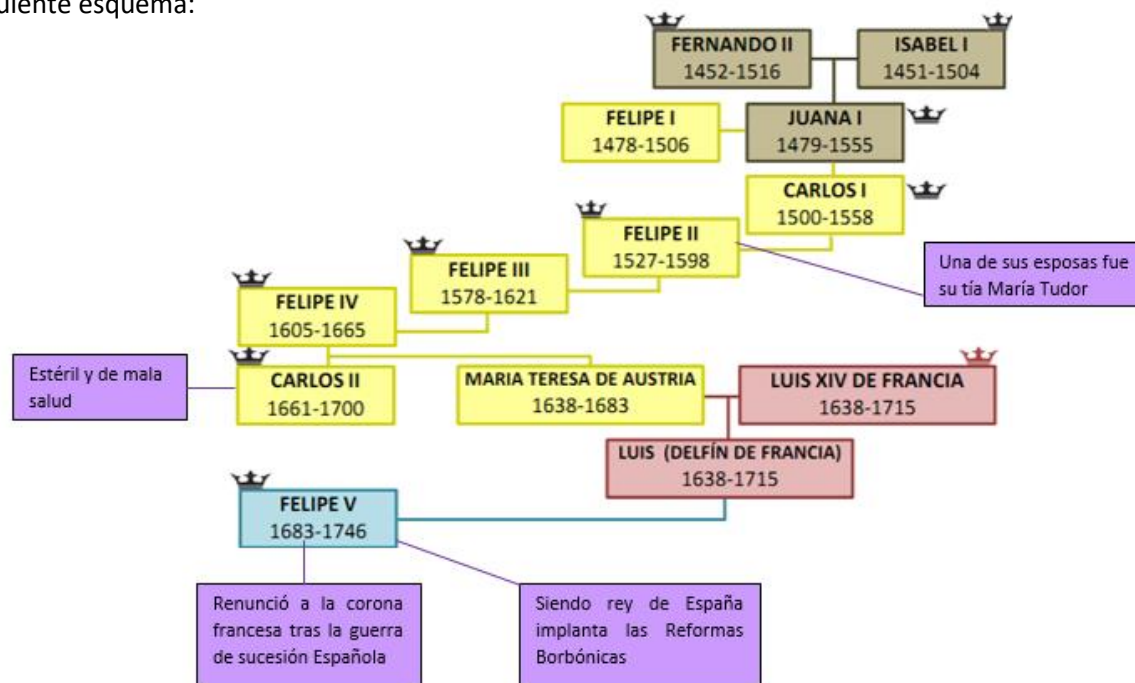 uiente esquema:
FERNANDO II
1452-1516
ISABEL I
1451-1504
FELIPE I
1478-1506
JUANA I
1479-1555
CARLOS I
1500-1558
FELIPE II
1527-1598
Una de sus esposas fue
su tía María Tudor
FELIPE III
1578-1621
FELIPE IV
1605-1665
Estéril y de mala
salud
CARLOS II
1661-1700
MARIA TERESA DE AUSTRIA
1638-1683
LUIS XIV DE FRANCIA
1638-1715
LUIS (DELFÍN DE FRANCIA)
1638-1715
FELIPE V
1683-1746
Renunció a la corona
francesa tras la guerra
de sucesión Española
Siendo rey de España
implanta las Reformas
Borbónicas